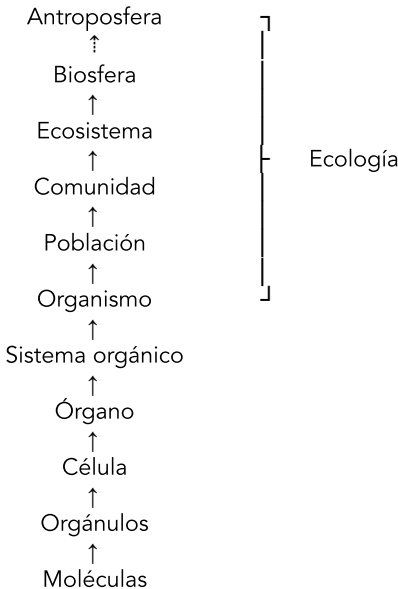 Antroposfera
Biosfera
Ecosistema
Comunidad
Ecología
Población
Organismo
Sistema orgánico
Órgano
Célula
Orgánulos
Moléculas